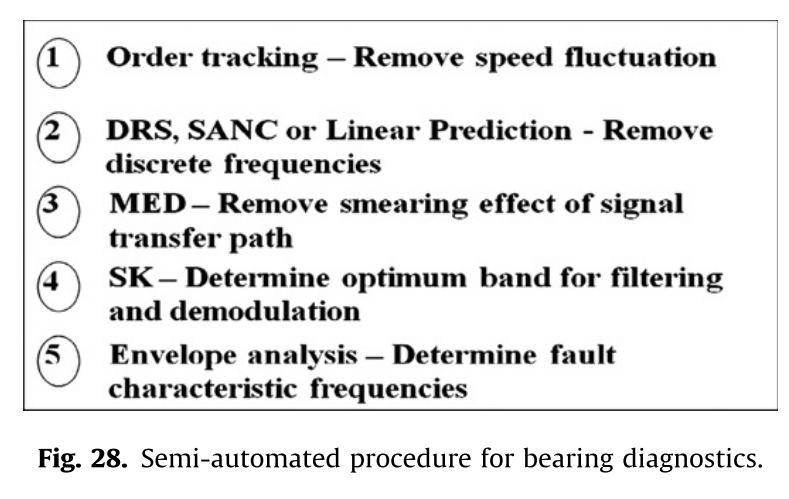 1 Order tracking – Remove speed fluctuation
2 DRS, SANC or Linear Prediction - Remove
discrete frequencies
3 MED – Remove smearing effect of signal
transfer path
4 SK – Determine optimum band for filtering
and demodulation
5 Envelope analysis – Determine fault
characteristic frequencies
Fig. 28. Semi-automated procedure for bearing diagnostics.